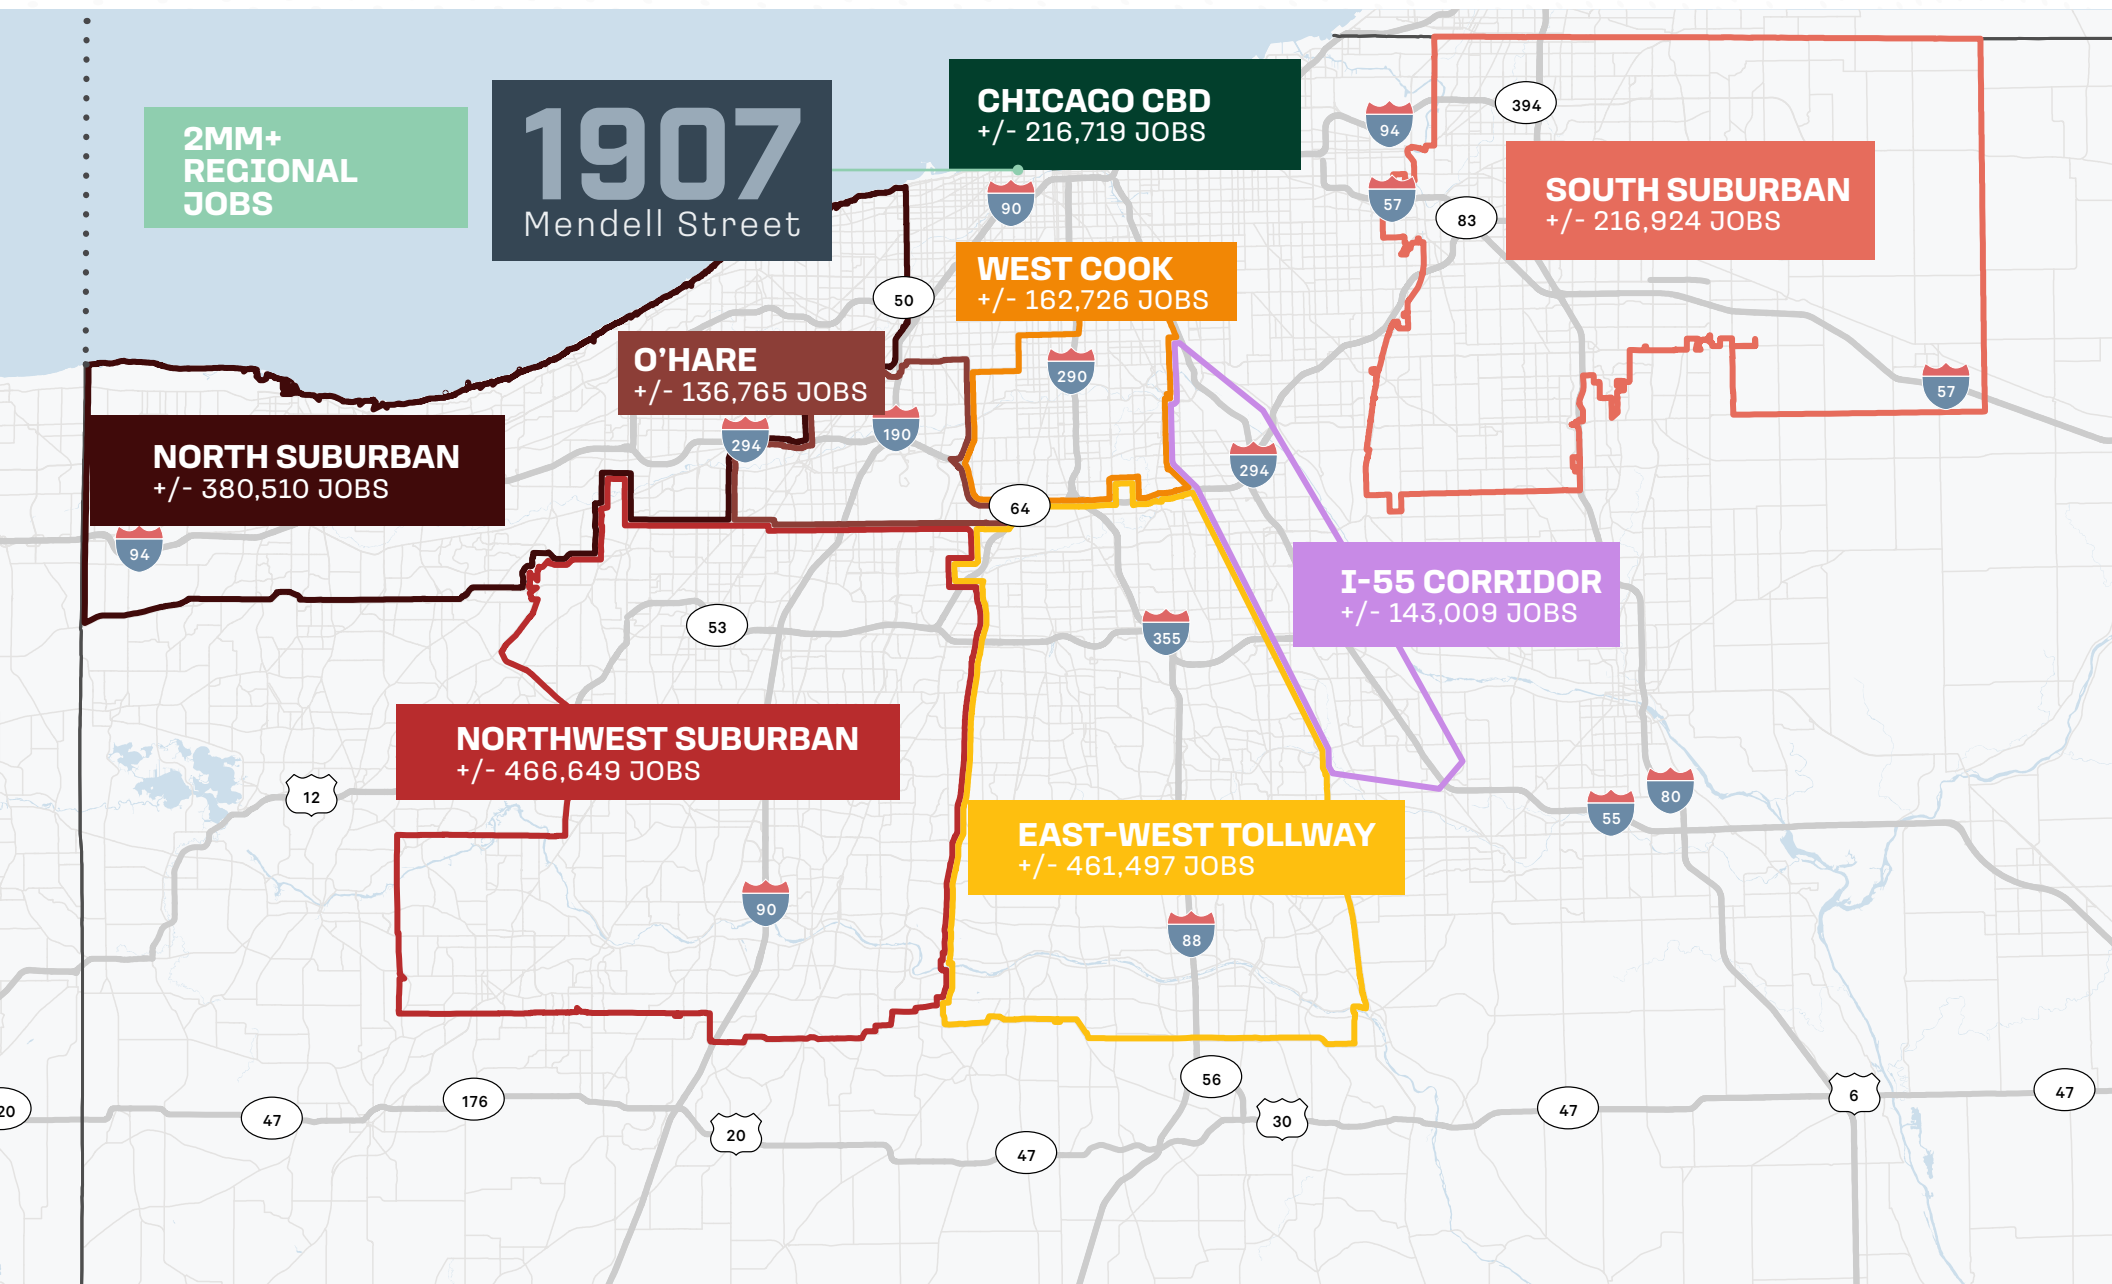 2MM+
REGIONAL
JOBS
1907
Mendell Street
CHICAGO CBD
+/- 216,719 JOBS
394
94
90
57
83
SOUTH SUBURBAN
+/- 216,924 JOBS
WEST COOK
+/- 162,726 JOBS
50
O’HARE
+/- 136,765 JOBS
290
57
294
190
NORTH SUBURBAN
+/- 380,510 JOBS
294
64
94
I-55 CORRIDOR
+/- 143,009 JOBS
53
355
NORTHWEST SUBURBAN
+/- 466,649 JOBS
12
80
55
EAST-WEST TOLLWAY
+/- 461,497 JOBS
90
88
56
20
47
176
20
47
30
47
6
47